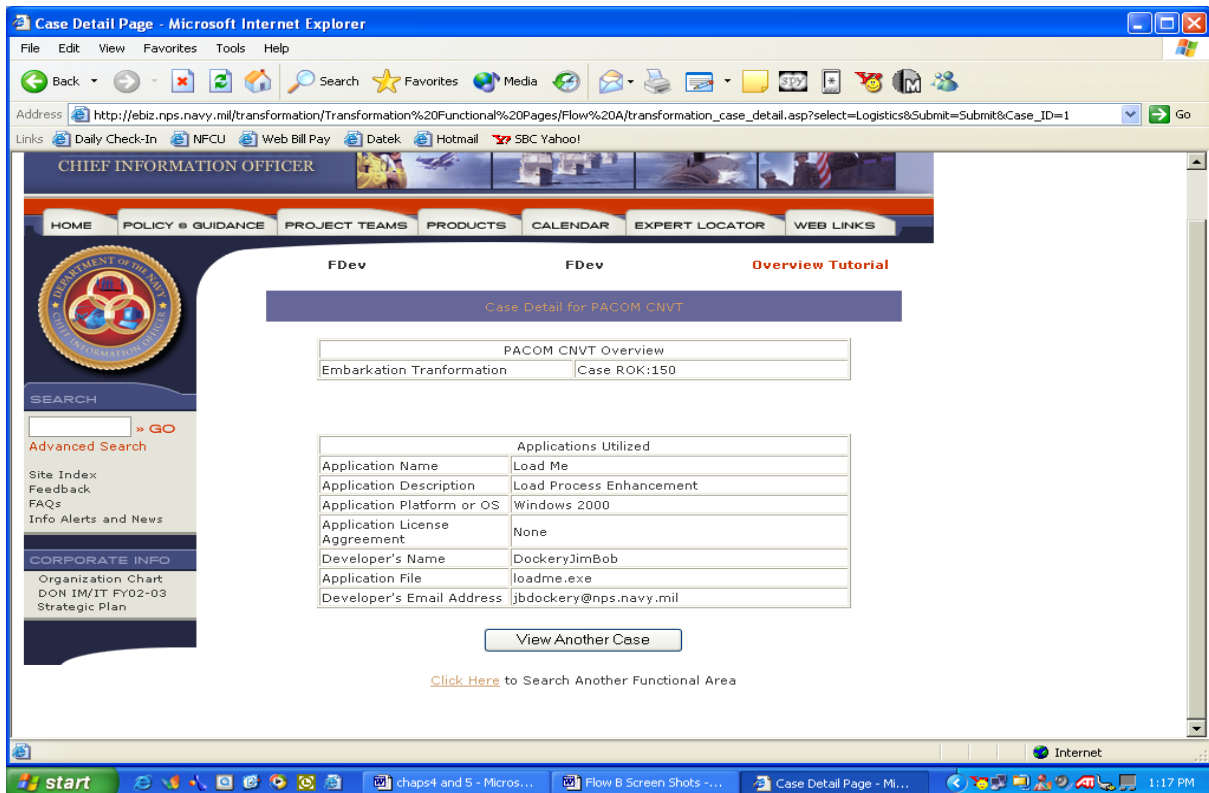 Case Detail Page - Microsoft Internet Explorer
File Edit View Favorites Tools Help
Back Search Favorites Media
Address http://ebiz.nps.navy.mil/transformation/Transformation%20Functional%20Pages/Flow%20A/transformation_case_detail.asp?select=Logistics&Submit=Submit&Case_ID=1 Go
Links Daily Check-In NFCU Web Bill Pay Datek Hotmail SBC Yahoo!
CHIEF INFORMATION OFFICER
HOME POLICY & GUIDANCE PROJECT TEAMS PRODUCTS CALENDAR EXPERT LOCATOR WEB LINKS
DEPARTMENT OF THE NAVY
CHIEF INFORMATION OFFICER
FDev FDev Overview Tutorial
Case Detail for PACOM CNVT
PACOM CNVT Overview
Embarkation Tranformation Case ROK:150
SEARCH
» GO
Advanced Search
Site Index
Feedback
FAQs
Info Alerts and News
CORPORATE INFO
Organization Chart
DON IM/IT FY02-03
Strategic Plan
Applications Utilized
Application Name Load Me
Application Description Load Process Enhancement
Application Platform or OS Windows 2000
Application License
Aggreement None
Developer's Name DockeryJimBob
Application File loadme.exe
Developer's Email Address jbdockery@nps.navy.mil
View Another Case
Click Here to Search Another Functional Area
Internet
start chaps4 and 5 - Micros... Flow B Screen Shots -... Case Detail Page - Mi... 1:17 PM